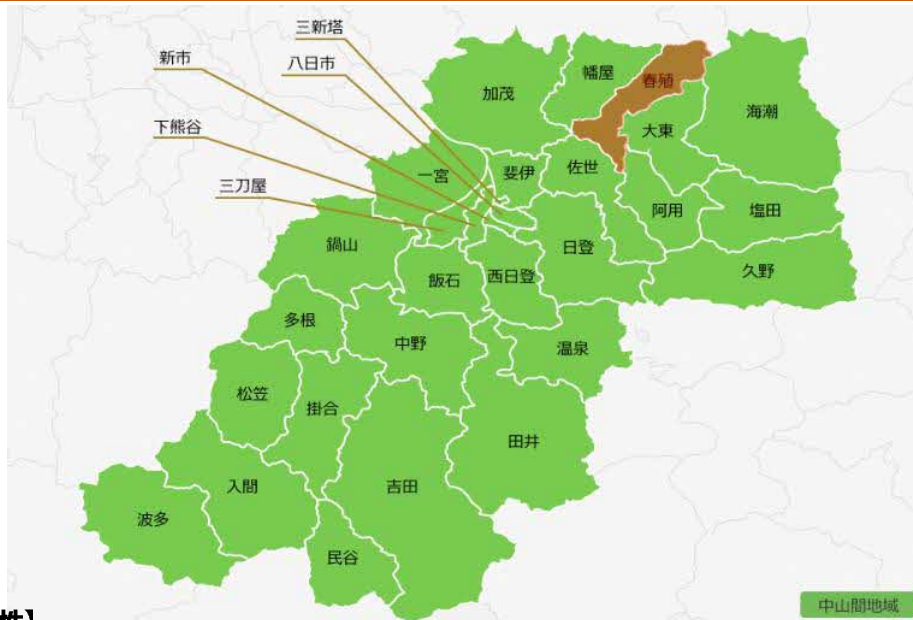 三新塔
新市
八日市
下熊谷
三刀屋
加茂
幡屋
春殖
海潮
大東
一宮
斐伊
佐世
阿用
塩田
鍋山
日登
久野
飯石
西日登
多根
中野
温泉
松笠
掛合
田井
入間
吉田
波多
民谷
中山間地域
性】